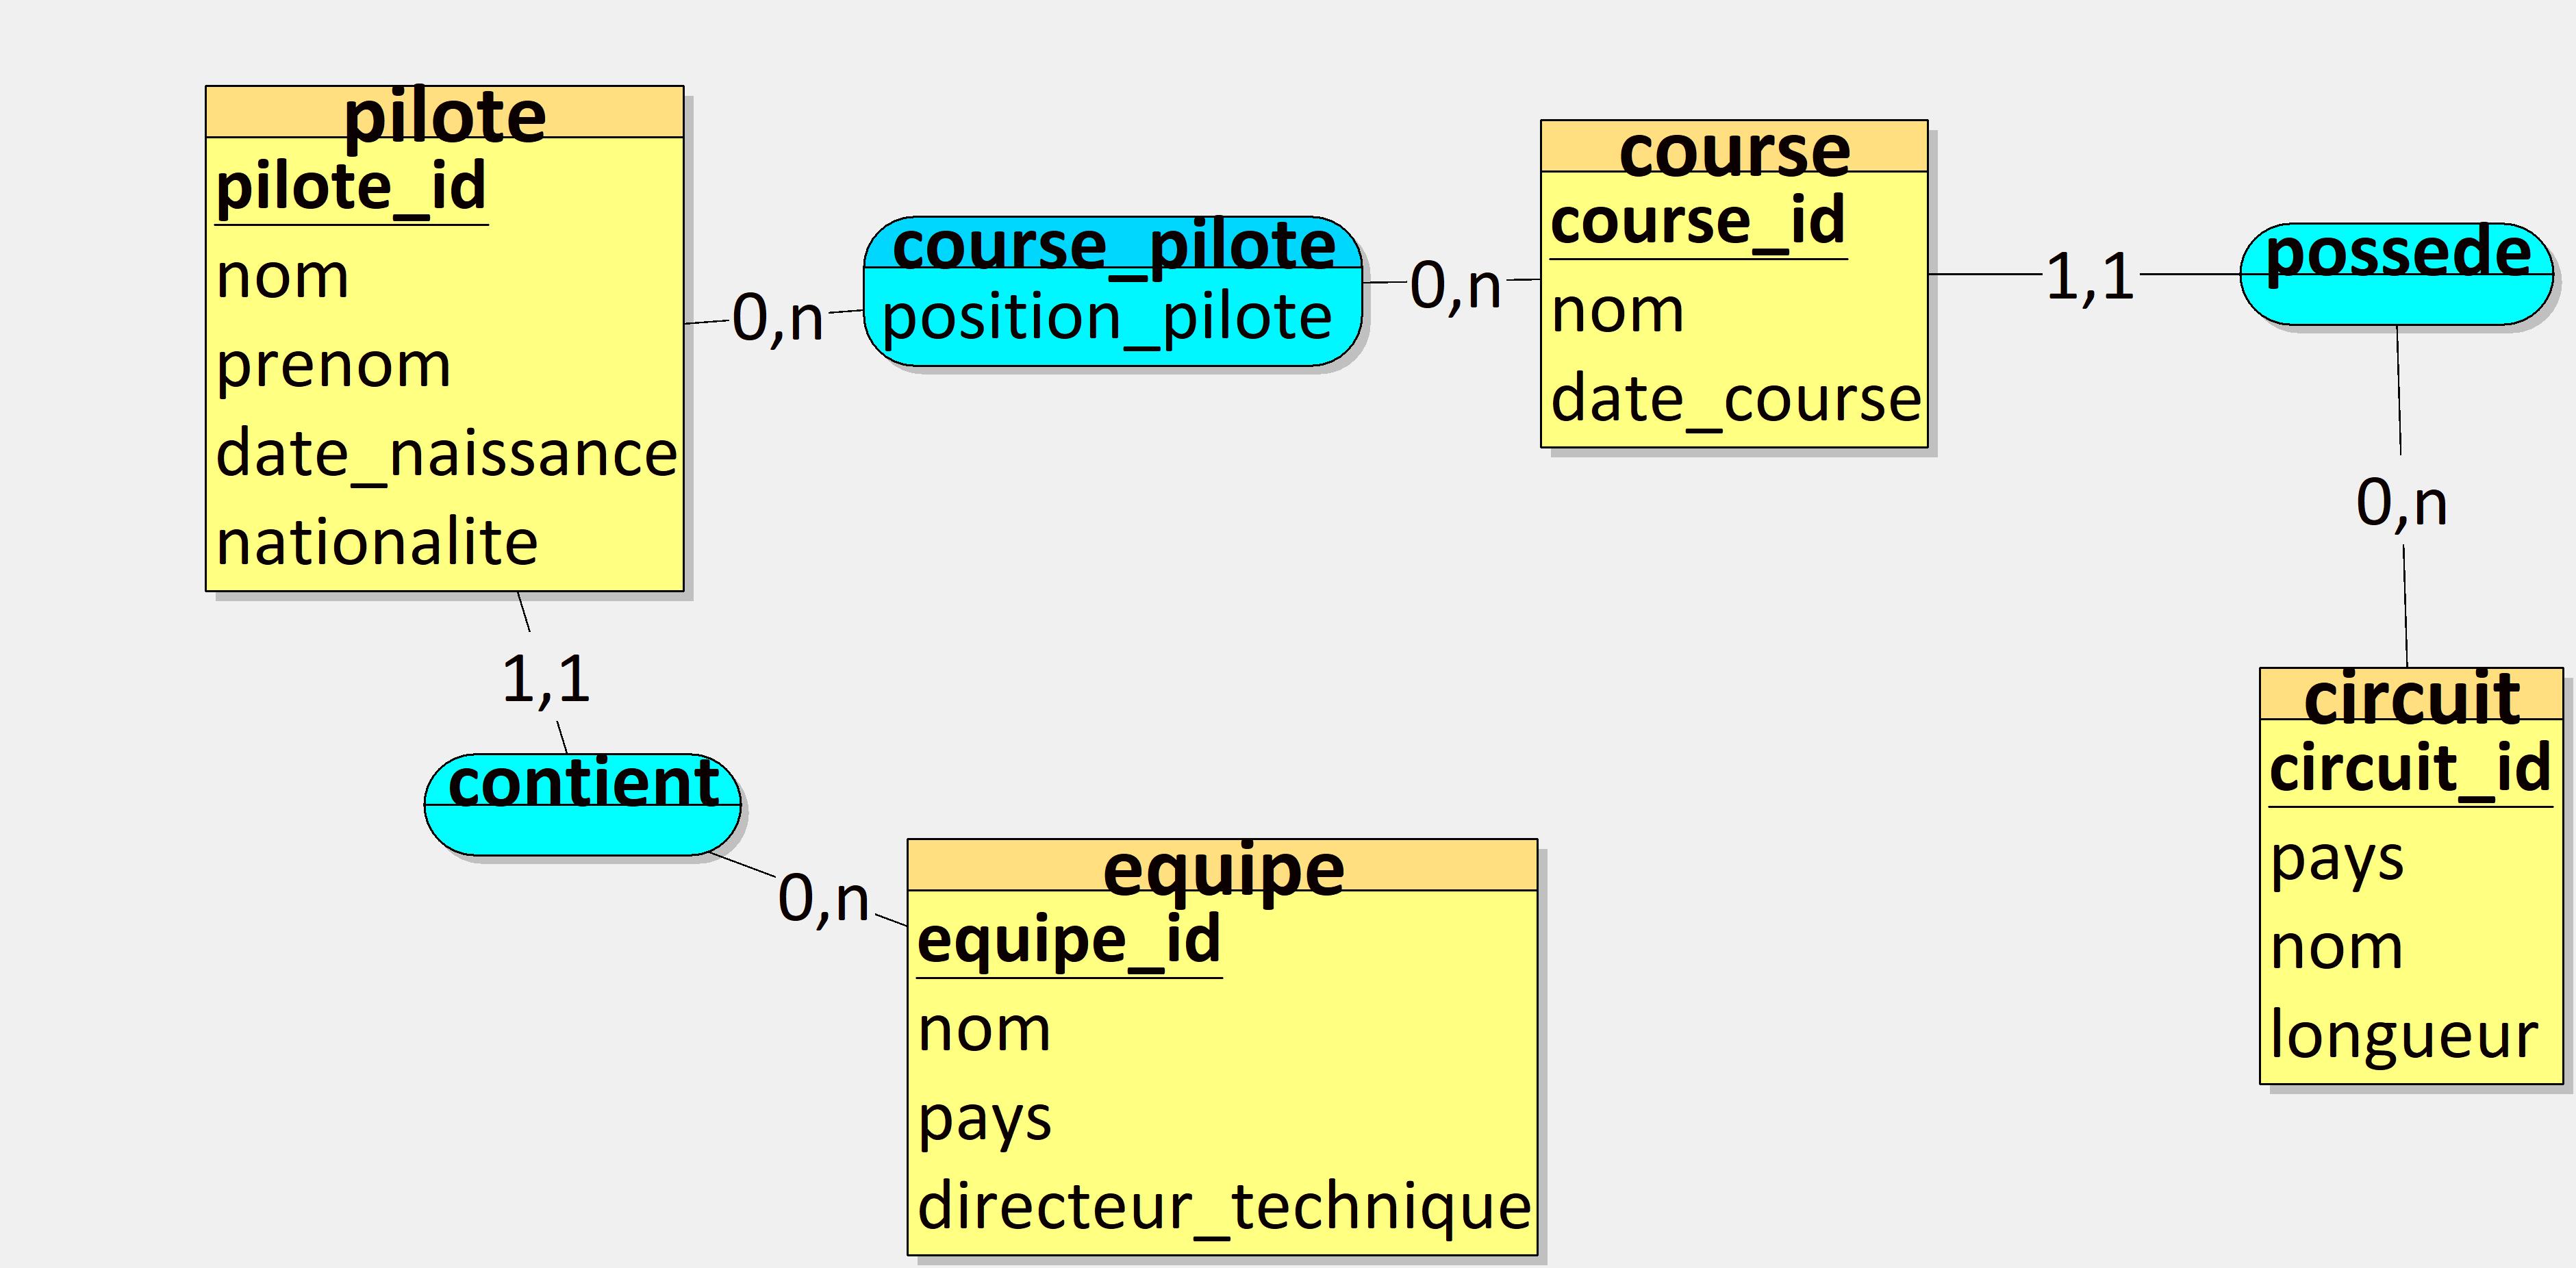 pilote
pilote_id
nom
prenom
date_naissance
nationalite
0,n
course_pilote
position_pilote
0,n
course
course_id
nom
date_course
1,1
possede
0,n
circuit
circuit_id
pays
nom
longueur
1,1
contient
0,n
equipe
equipe_id
nom
pays
directeur_technique